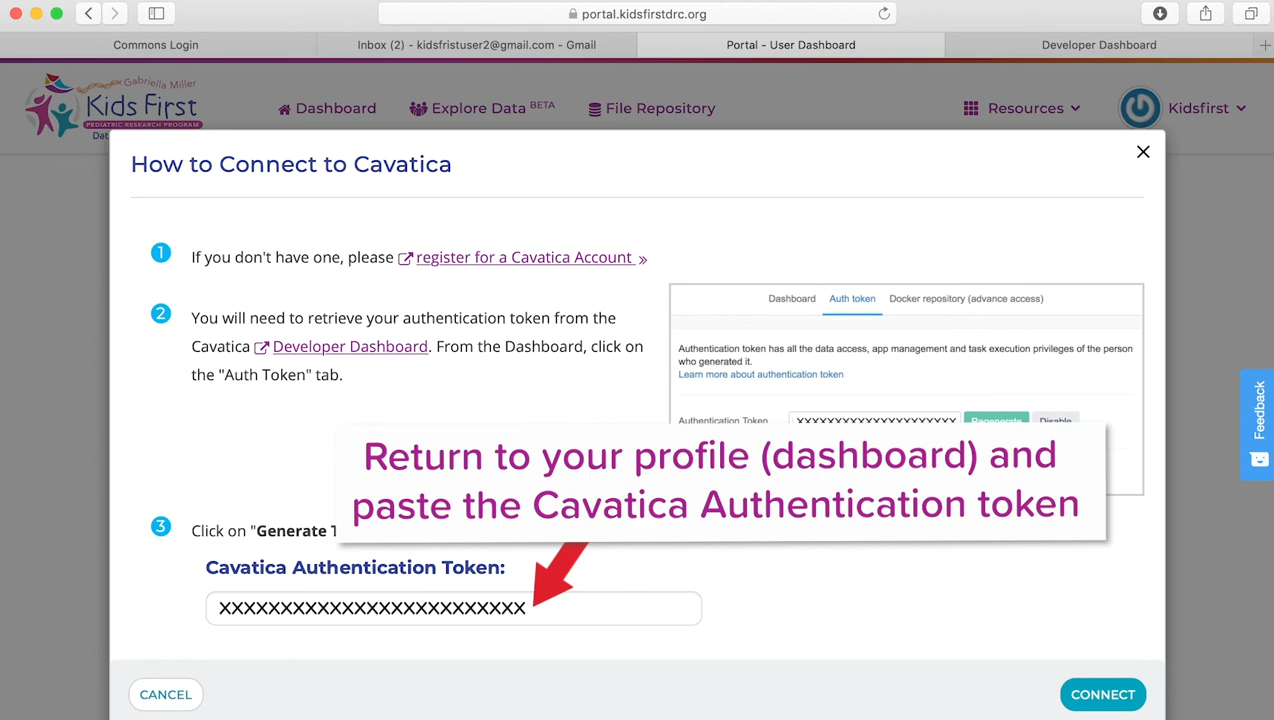 portal.kidsfirstdrc.org
Commons Login
Inbox (2) - kidsfristuser2@gmail.com - Gmail
Portal - User Dashboard
Developer Dashboard
Gabriella Miller
Kids First
PEDIATRIC RESEARCH PROGRAM
Dat
Dashboard
Explore Data BETA
File Repository
Resources
Kidsfirst
How to Connect to Cavatica
1 If you don't have one, please register for a Cavatica Account »
2 You will need to retrieve your authentication token from the
Cavatica Developer Dashboard. From the Dashboard, click on
the "Auth Token" tab.
Dashboard Auth token Docker repository (advance access)
Authentication token has all the data access, app management and task execution privileges of the person
who generated it.
Learn more about authentication token
Authentication Token XXXXXXXXXXXXXXXXXXXXX Regenerate Disable
Return to your profile (dashboard) and
paste the Cavatica Authentication token
3 Click on "Generate T
Cavatica Authentication Token:
XXXXXXXXXXXXXXXXXXXXXXXXX
CANCEL
CONNECT
Feedback